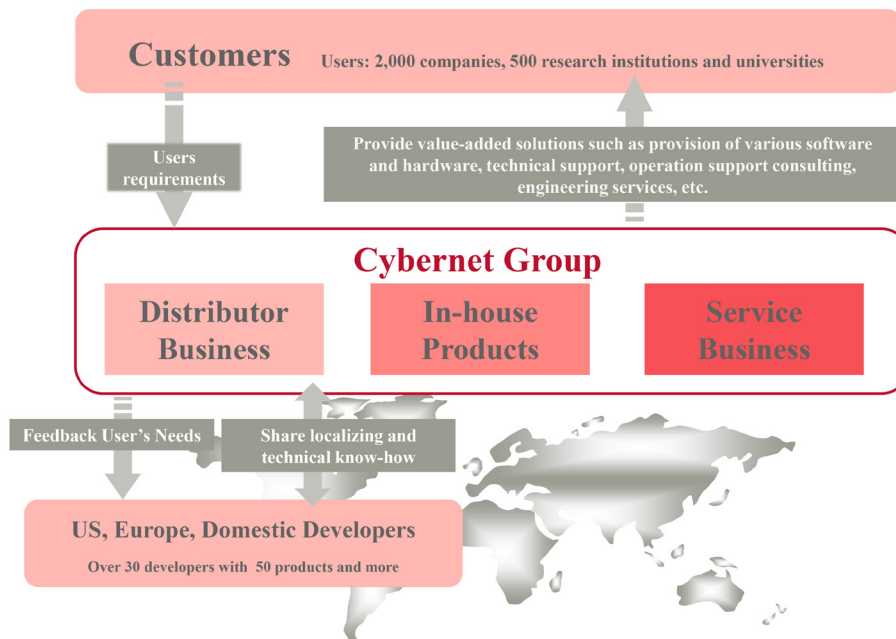 Customers
Users: 2,000 companies, 500 research institutions and universities
Users
requirements
Provide value-added solutions such as provision of various software
and hardware, technical support, operation support consulting,
engineering services, etc.
Cybernet Group
Distributor
Business
In-house
Products
Service
Business
Feedback User’s Needs
Share localizing and
technical know-how
US, Europe, Domestic Developers
Over 30 developers with 50 products and more